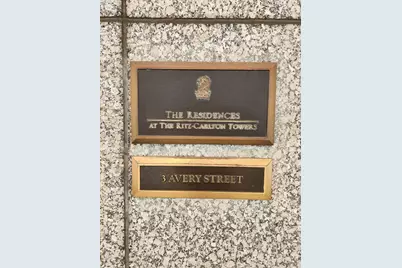 THE RESIDENCES
AT THE RITZ-CARLTON TOWERS
3 AVERY STREET